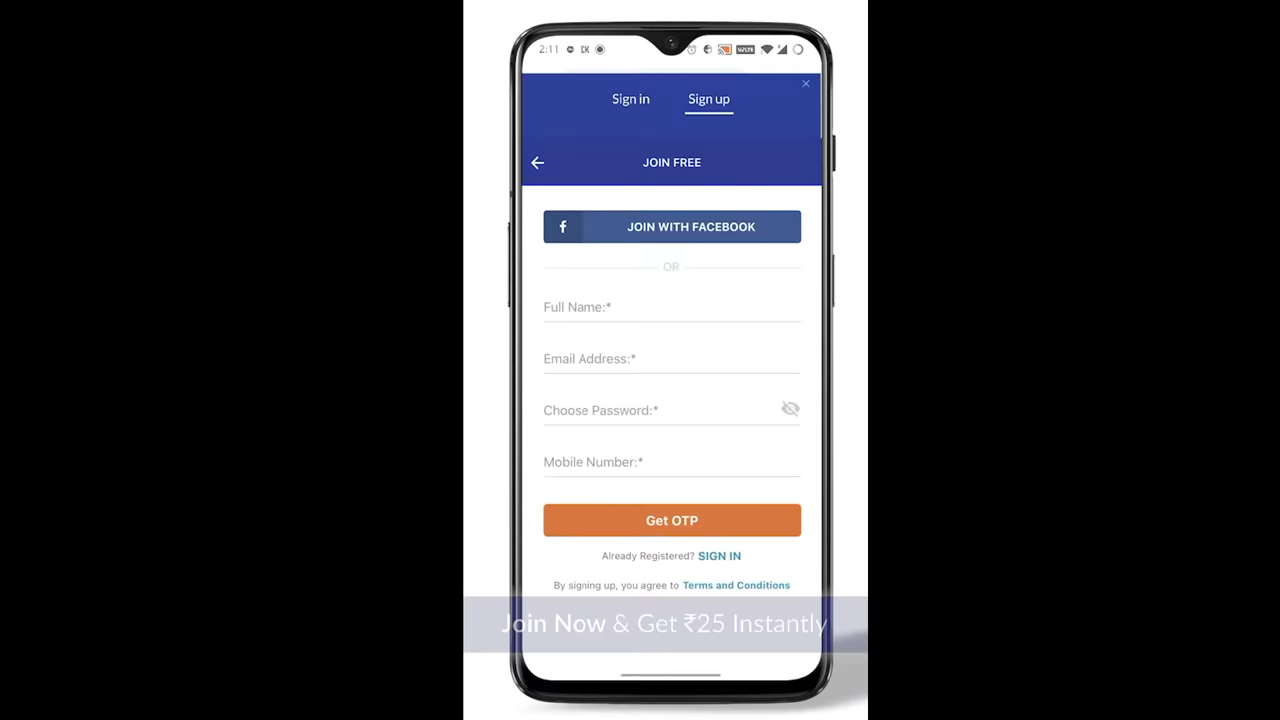 2:11
Sign in
Sign up
JOIN FREE
f JOIN WITH FACEBOOK
OR
Full Name:*
Email Address:*
Choose Password:*
Mobile Number:*
Get OTP
Already Registered? SIGN IN
By signing up, you agree to Terms and Conditions
Join Now & Get ₹25 Instantly